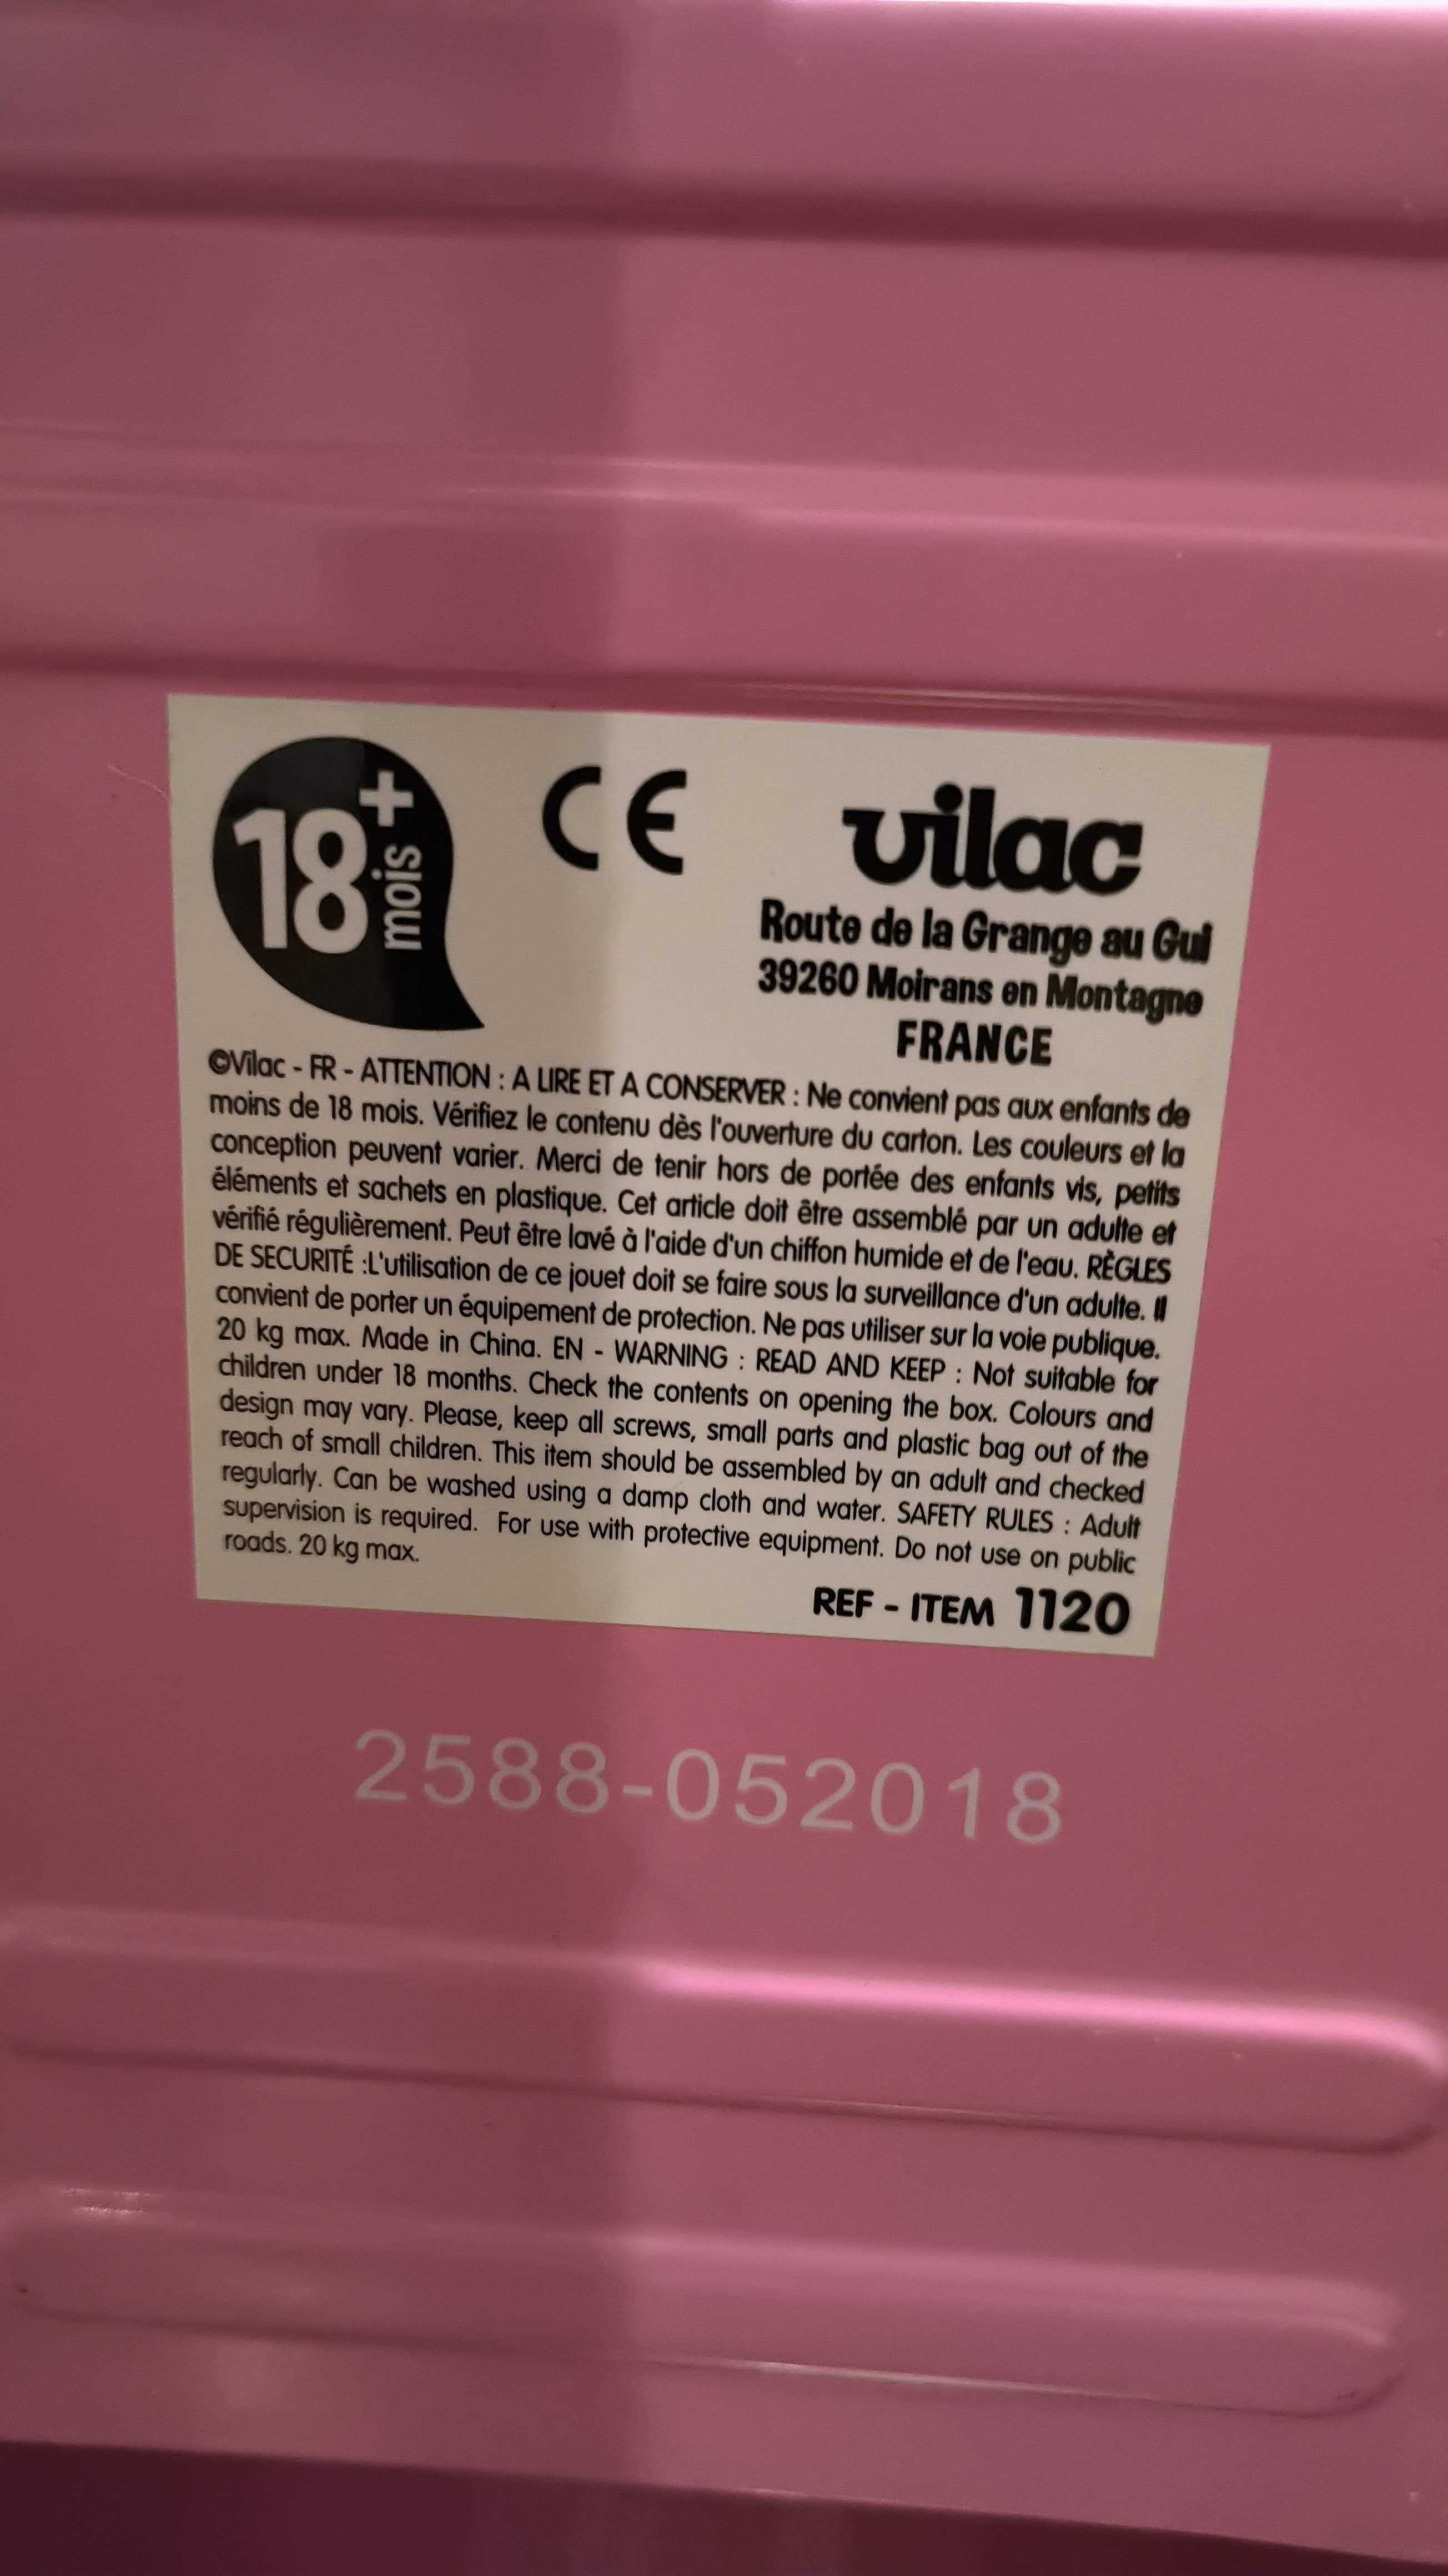 18+
mois
CE
vilac
Route de la Grange au Gui
39260 Moirans en Montagne
FRANCE
©Vilac - FR - ATTENTION : A LIRE ET A CONSERVER : Ne convient pas aux enfants de
moins de 18 mois. Vérifiez le contenu dès l'ouverture du carton. Les couleurs et la
conception peuvent varier. Merci de tenir hors de portée des enfants vis, petits
éléments et sachets en plastique. Cet article doit être assemblé par un adulte et
vérifié régulièrement. Peut être lavé à l'aide d'un chiffon humide et de l'eau. RÈGLES
DE SECURITÉ :L'utilisation de ce jouet doit se faire sous la surveillance d'un adulte. Il
convient de porter un équipement de protection. Ne pas utiliser sur la voie publique.
20 kg max. Made in China. EN - WARNING : READ AND KEEP : Not suitable for
children under 18 months. Check the contents on opening the box. Colours and
design may vary. Please, keep all screws, small parts and plastic bag out of the
reach of small children. This item should be assembled by an adult and checked
regularly. Can be washed using a damp cloth and water. SAFETY RULES : Adult
supervision is required. For use with protective equipment. Do not use on public
roads. 20 kg max.
REF - ITEM 1120
2588-052018